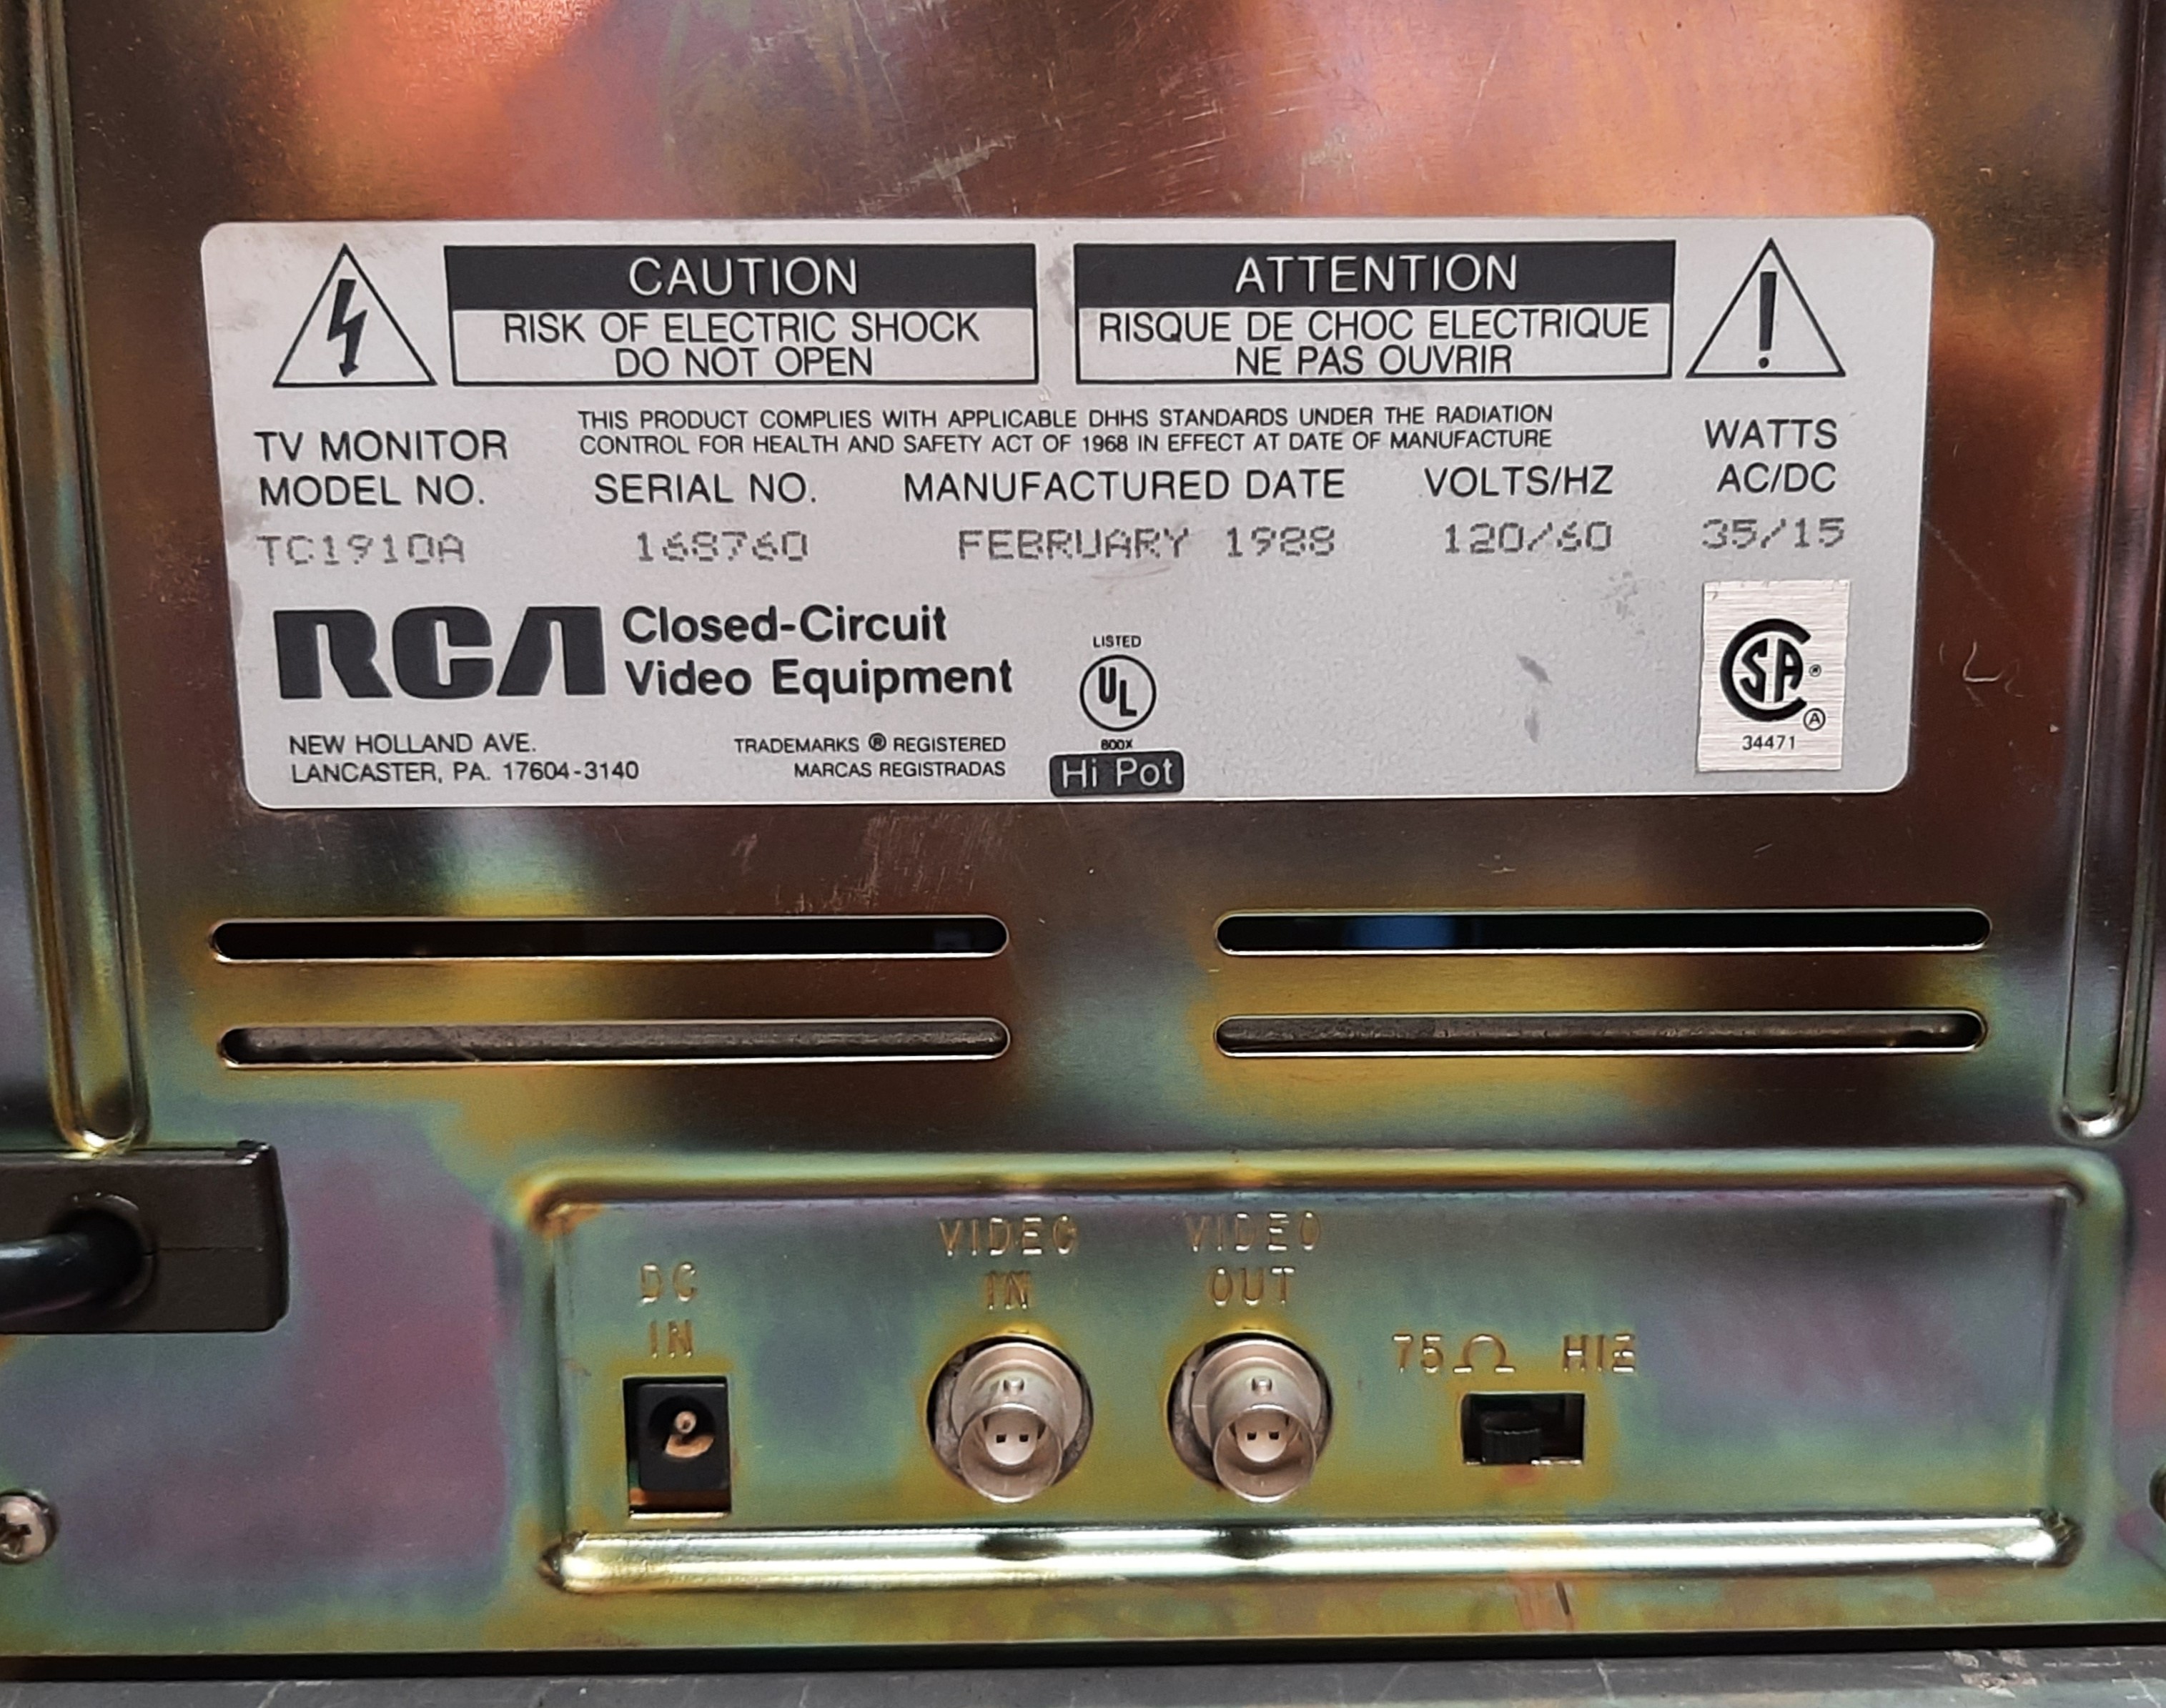 CAUTION
RISK OF ELECTRIC SHOCK
DO NOT OPEN
ATTENTION
RISQUE DE CHOC ELECTRIQUE
NE PAS OUVRIR
THIS PRODUCT COMPLIES WITH APPLICABLE DHHS STANDARDS UNDER THE RADIATION
CONTROL FOR HEALTH AND SAFETY ACT OF 1968 IN EFFECT AT DATE OF MANUFACTURE
TV MONITOR
MODEL NO.
TC1910A
SERIAL NO.
168760
MANUFACTURED DATE
FEBRUARY 1988
VOLTS/HZ
120/60
WATTS
AC/DC
35/15
RCA
Closed-Circuit
Video Equipment
NEW HOLLAND AVE.
LANCASTER, PA. 17604-3140
TRADEMARKS ® REGISTERED
MARCAS REGISTRADAS
LISTED
UL
800X
Hi Pot
CSA®
A
34471
DC
IN
VIDEO
IN
VIDEO
OUT
75Ω HIZ